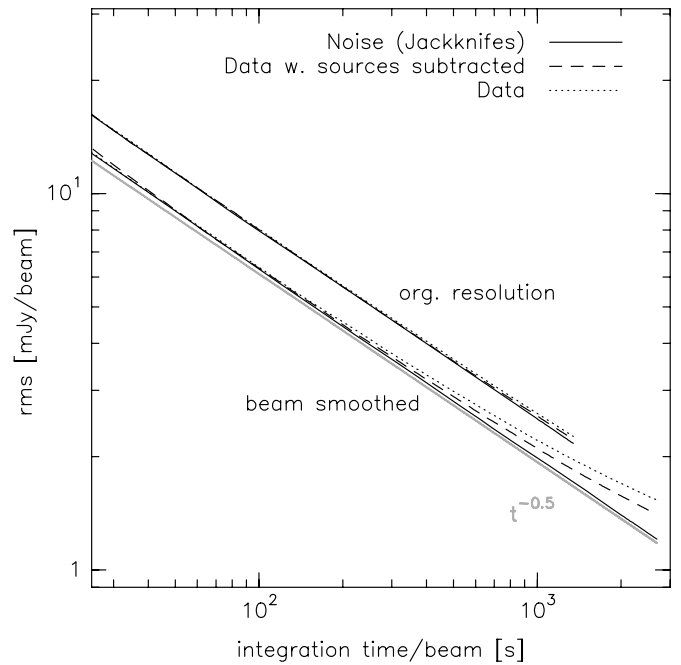 Noise (Jackknifes)
Data w. sources subtracted
Data
10^1
1
rms [mJy/beam]
org. resolution
beam smoothed
t^-0.5
10^2
10^3
integration time/beam [s]